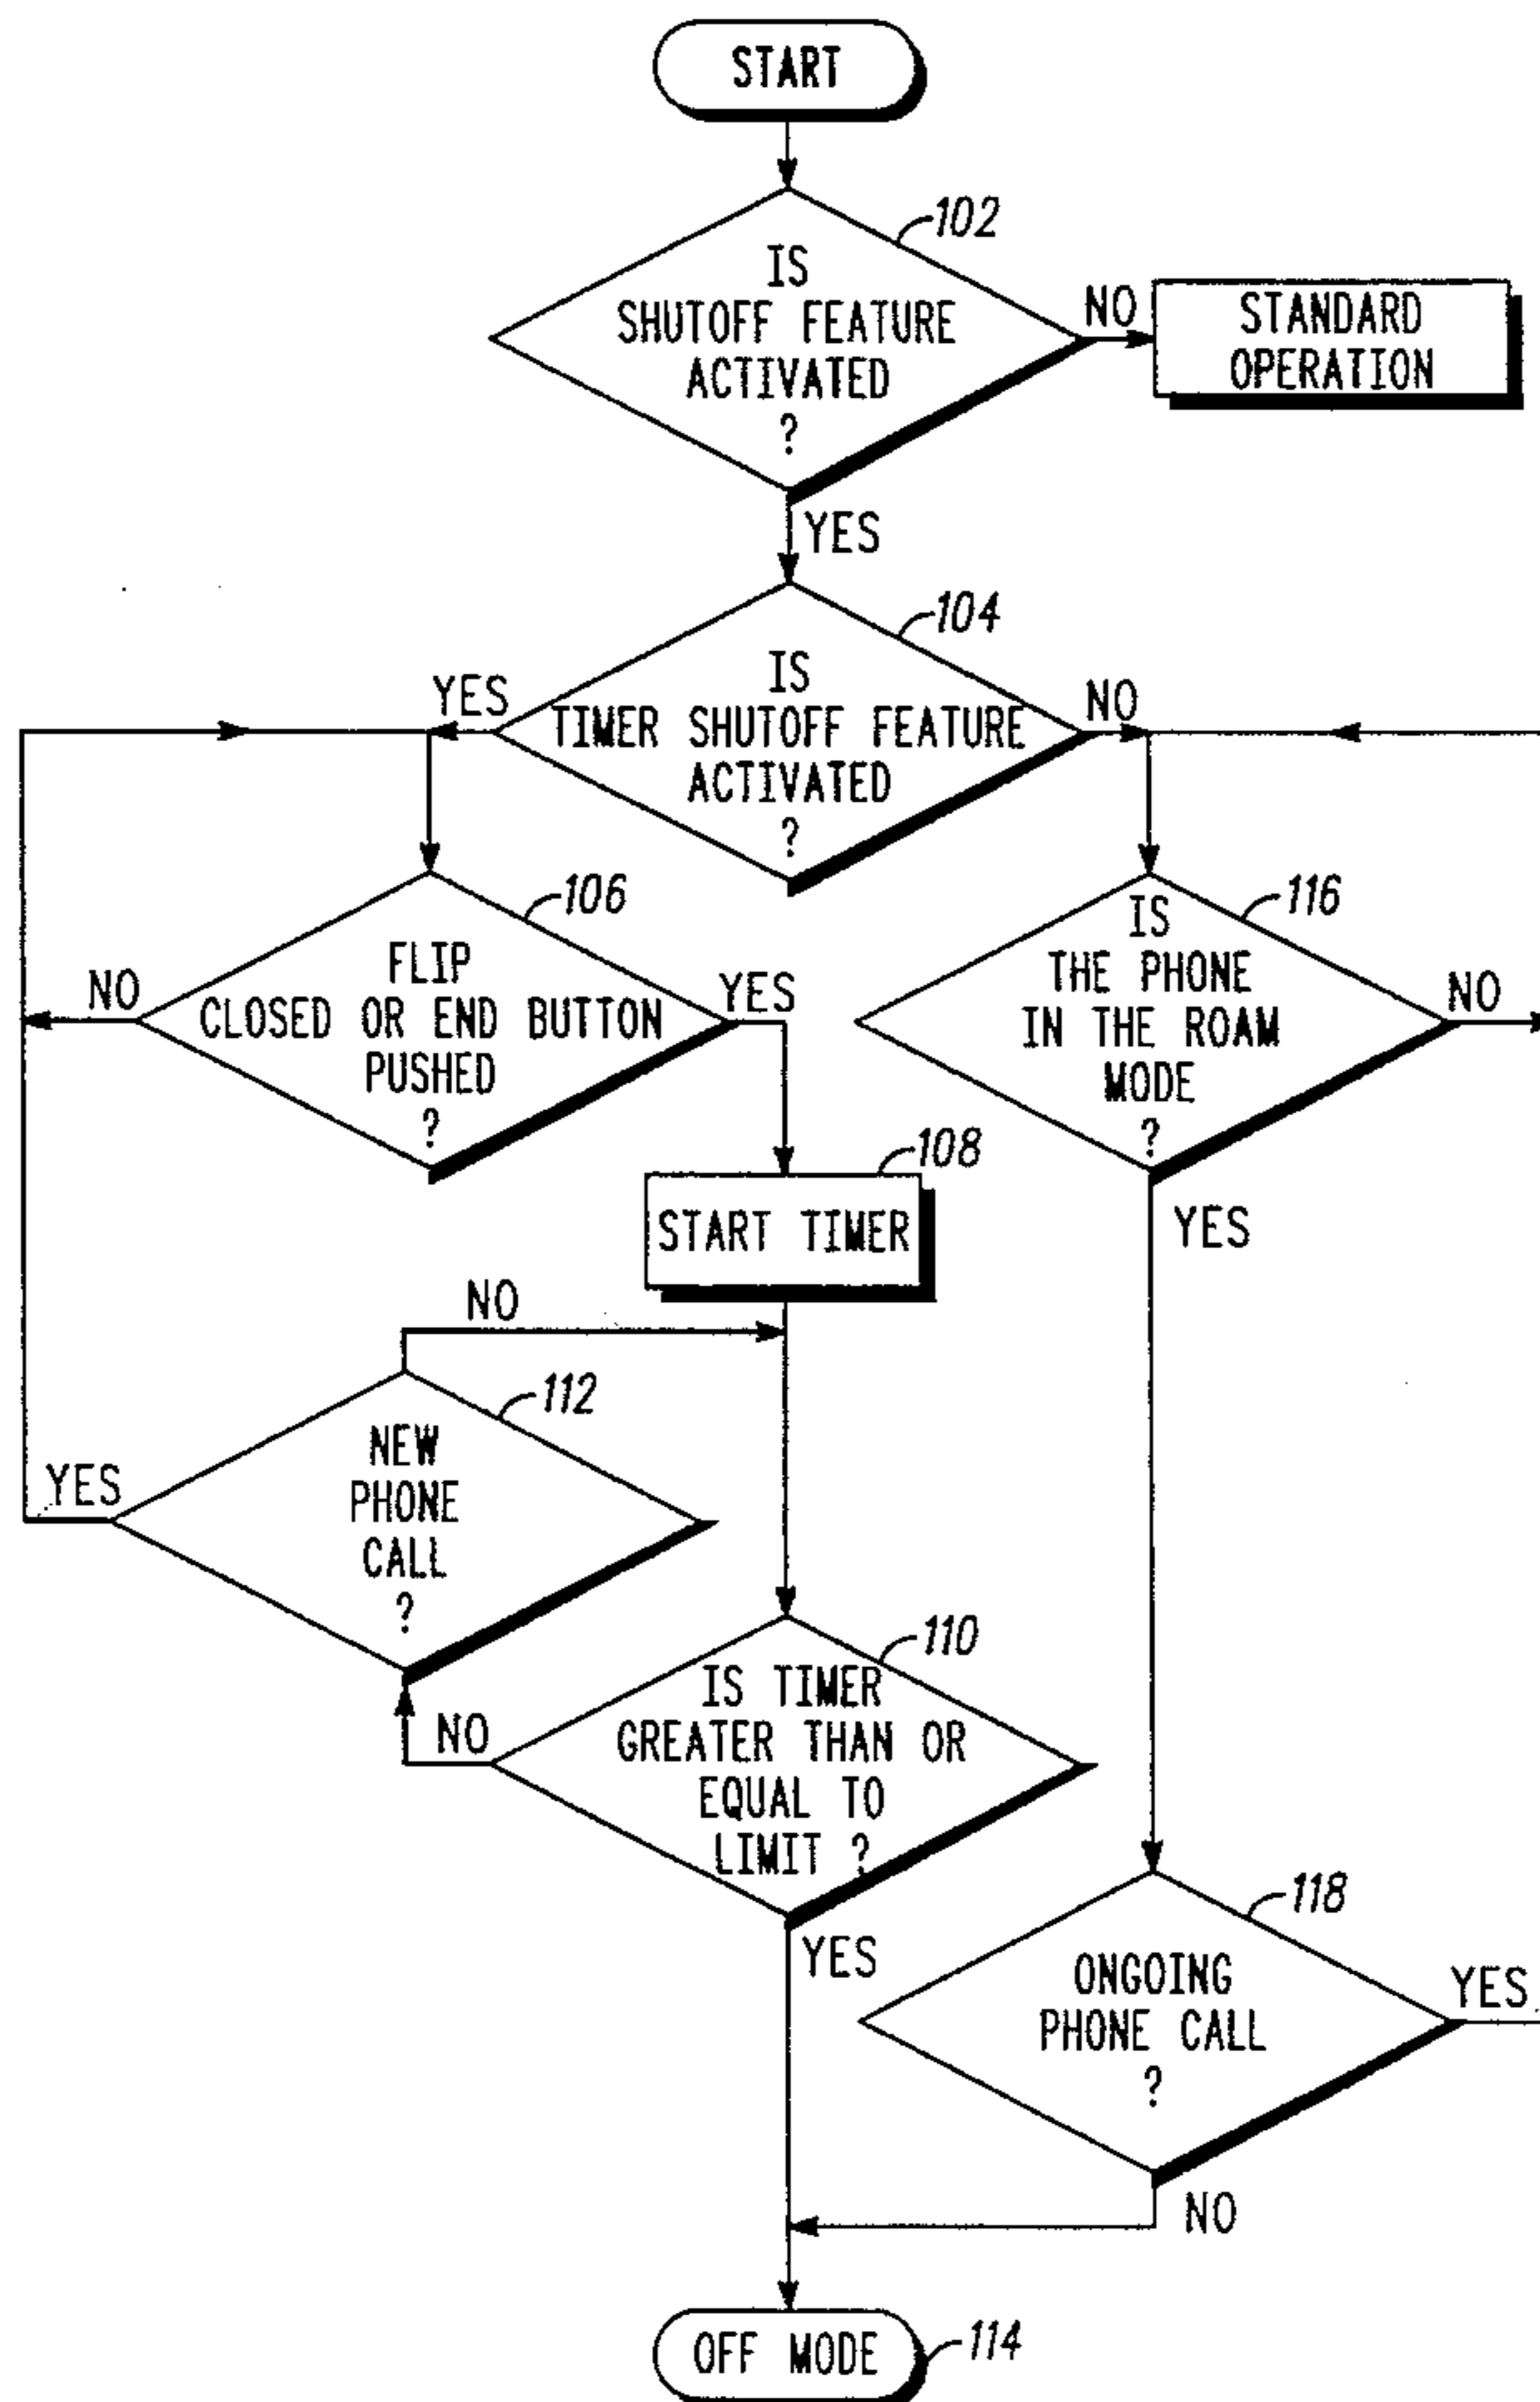 START
102
IS
SHUTOFF FEATURE
ACTIVATED
?
NO
STANDARD
OPERATION
YES
104
IS
TIMER SHUTOFF FEATURE
ACTIVATED
?
YES
NO
106
FLIP
CLOSED OR END BUTTON
PUSHED
?
NO
YES
116
IS
THE PHONE
IN THE ROAM
MODE
?
NO
YES
108
START TIMER
NO
112
NEW
PHONE
CALL
?
YES
110
IS TIMER
GREATER THAN OR
EQUAL TO
LIMIT ?
NO
YES
118
ONGOING
PHONE CALL
?
YES
NO
OFF MODE
114